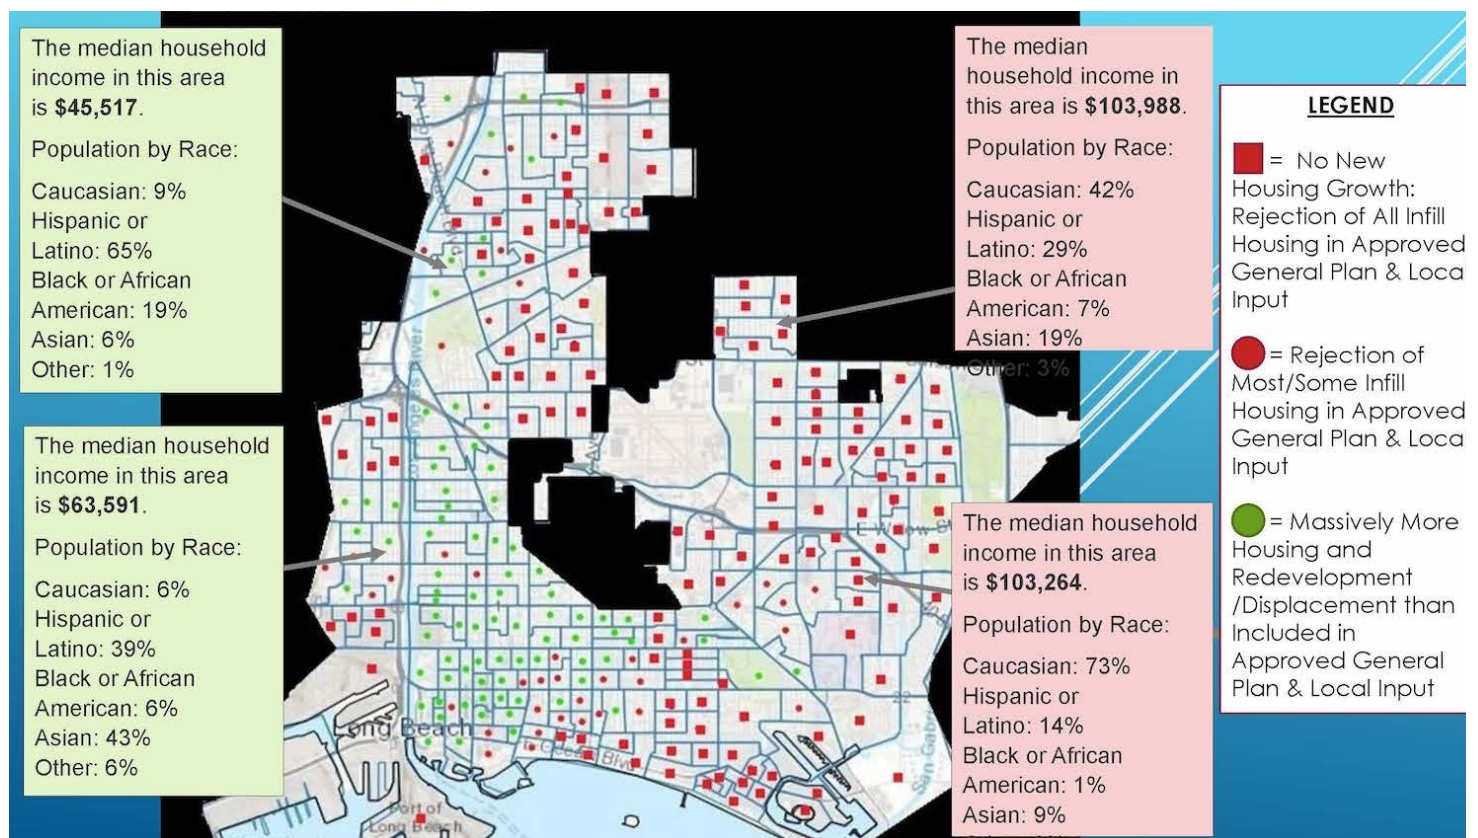 The median household
income in this area
is $45,517.
Population by Race:
Caucasian: 9%
Hispanic or
Latino: 65%
Black or African
American: 19%
Asian: 6%
Other: 1%
The median household
income in this area
is $63,591.
Population by Race:
Caucasian: 6%
Hispanic or
Latino: 39%
Black or African
American: 6%
Asian: 43%
Other: 6%
Long Beach
Port of
Long Beach
E Ocean Blvd
22
The median
household income in
this area is $103,988.
Population by Race:
Caucasian: 42%
Hispanic or
Latino: 29%
Black or African
American: 7%
Asian: 19%
Other: 3%
The median household
income in this area
is $103,264.
Population by Race:
Caucasian: 73%
Hispanic or
Latino: 14%
Black or African
American: 1%
Asian: 9%
LEGEND
= No New
Housing Growth:
Rejection of All Infill
Housing in Approved
General Plan & Loca
Input
= Rejection of
Most/Some Infill
Housing in Approved
General Plan & Loca
Input
= Massively More
Housing and
Redevelopment
/Displacement than
Included in
Approved General
Plan & Local Input